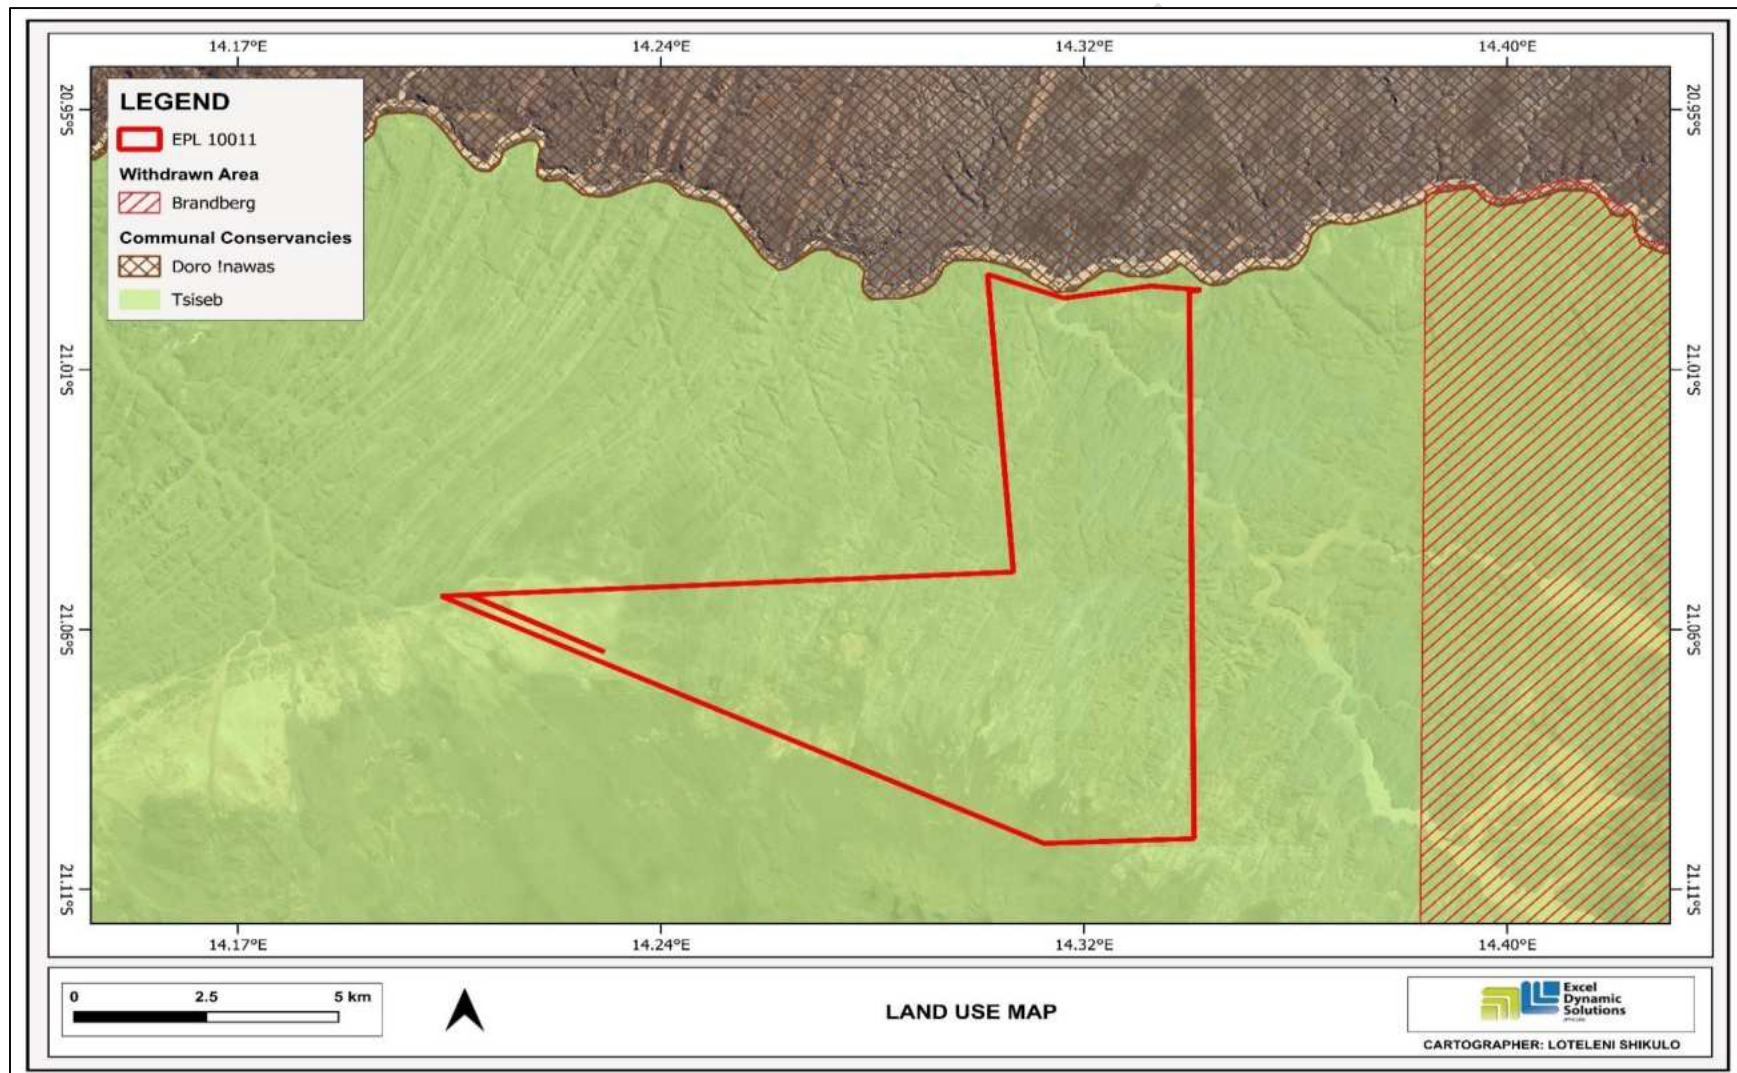 14.17°E 14.24°E 14.32°E 14.40°E
20.95°S 20.95°S
LEGEND
EPL 10011
Withdrawn Area
Brandberg
Communal Conservancies
Doro !nawas
Tsiseb
21.01°S 21.01°S
21.06°S 21.06°S
21.11°S 21.11°S
14.17°E 14.24°E 14.32°E 14.40°E
0 2.5 5 km
LAND USE MAP
Excel
Dynamic
Solutions
CARTOGRAPHER: LOTELENI SHIKULO